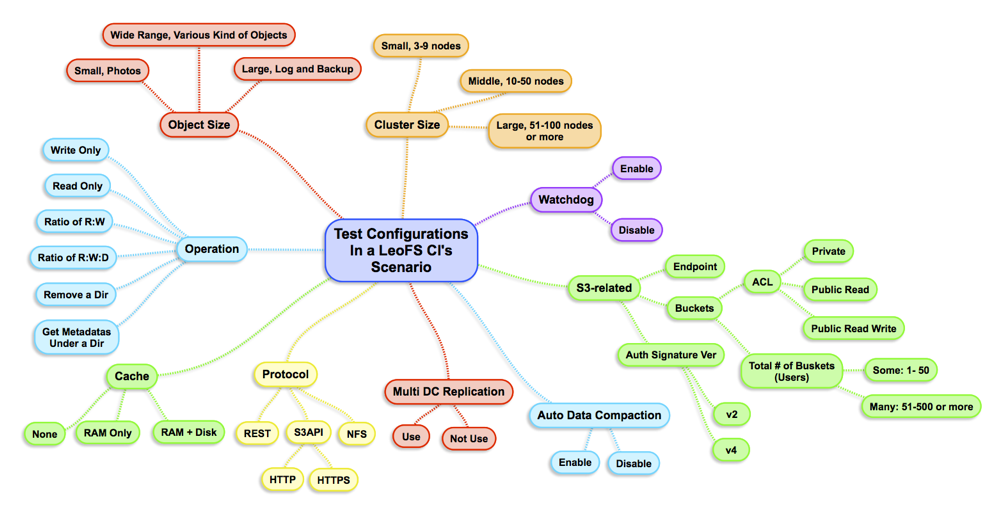 Wide Range, Various Kind of Objects
Small, Photos
Large, Log and Backup
Object Size
Small, 3-9 nodes
Middle, 10-50 nodes
Cluster Size
Large, 51-100 nodes
or more
Write Only
Read Only
Ratio of R:W
Ratio of R:W:D
Remove a Dir
Get Metadatas
Under a Dir
Operation
Test Configurations
In a LeoFS CI's
Scenario
Enable
Watchdog
Disable
S3-related
Endpoint
Buckets
ACL
Private
Public Read
Public Read Write
Total # of Buskets
(Users)
Some: 1- 50
Many: 51-500 or more
Auth Signature Ver
v2
v4
Cache
None
RAM Only
RAM + Disk
Protocol
REST
S3API
NFS
HTTP
HTTPS
Multi DC Replication
Use
Not Use
Auto Data Compaction
Enable
Disable